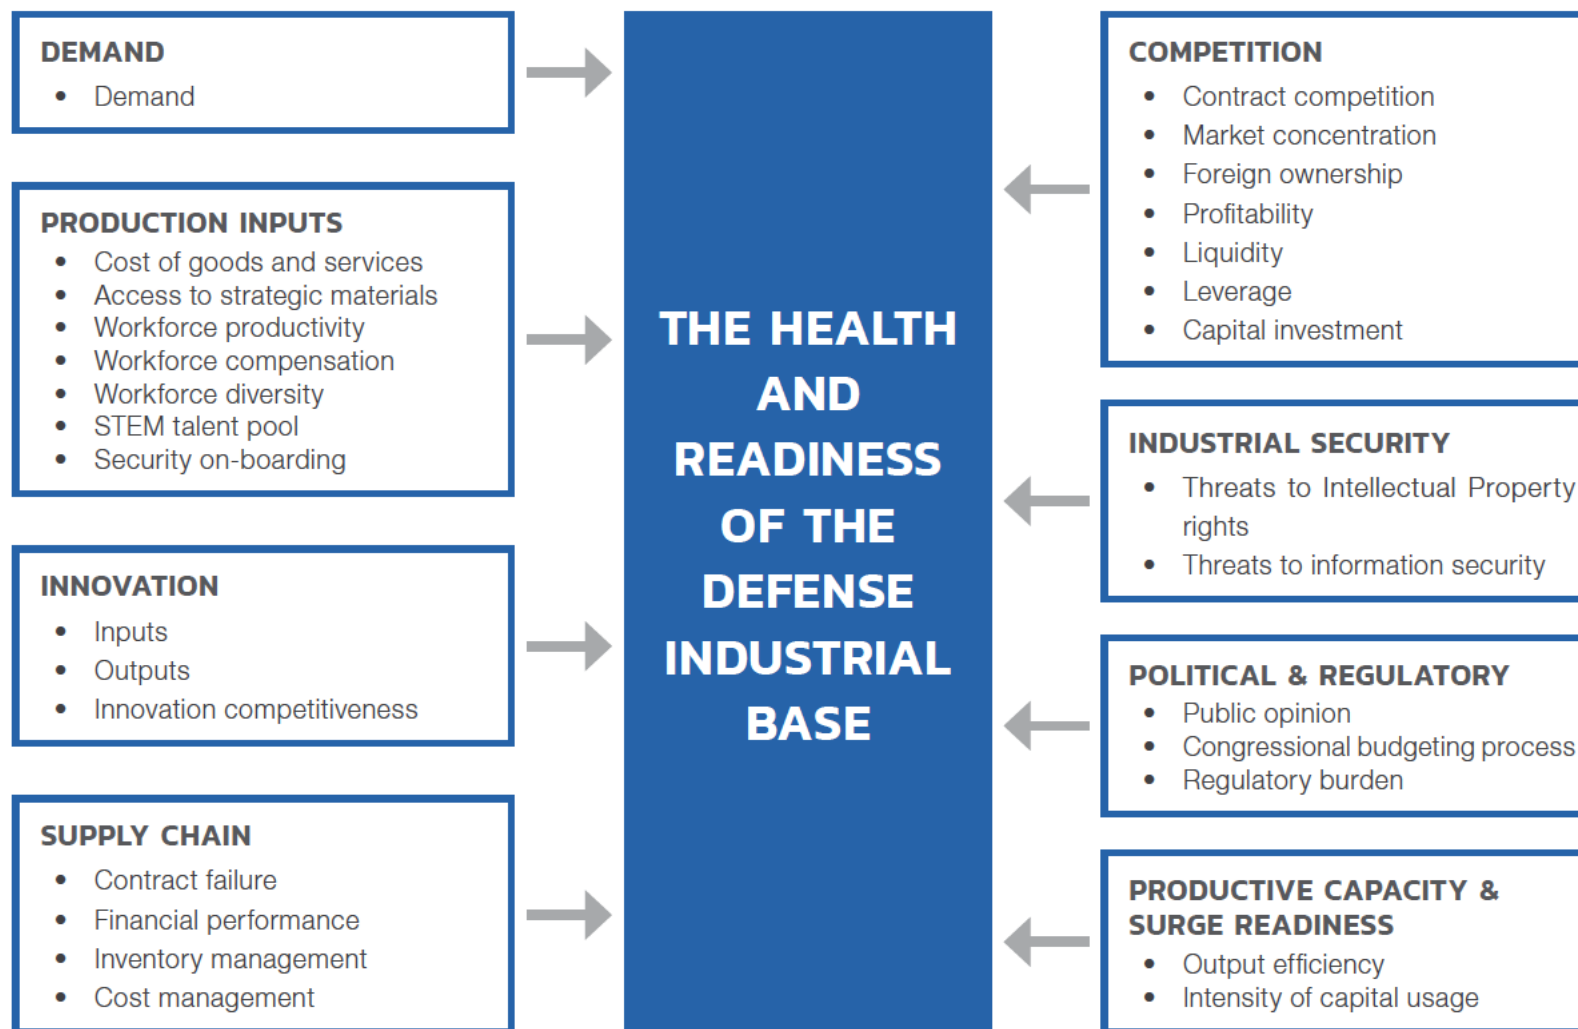 DEMAND
• Demand
PRODUCTION INPUTS
• Cost of goods and services
• Access to strategic materials
• Workforce productivity
• Workforce compensation
• Workforce diversity
• STEM talent pool
• Security on-boarding
INNOVATION
• Inputs
• Outputs
• Innovation competitiveness
SUPPLY CHAIN
• Contract failure
• Financial performance
• Inventory management
• Cost management
THE HEALTH
AND
READINESS
OF THE
DEFENSE
INDUSTRIAL
BASE
COMPETITION
• Contract competition
• Market concentration
• Foreign ownership
• Profitability
• Liquidity
• Leverage
• Capital investment
INDUSTRIAL SECURITY
• Threats to Intellectual Property
rights
• Threats to information security
POLITICAL & REGULATORY
• Public opinion
• Congressional budgeting process
• Regulatory burden
PRODUCTIVE CAPACITY &
SURGE READINESS
• Output efficiency
• Intensity of capital usage